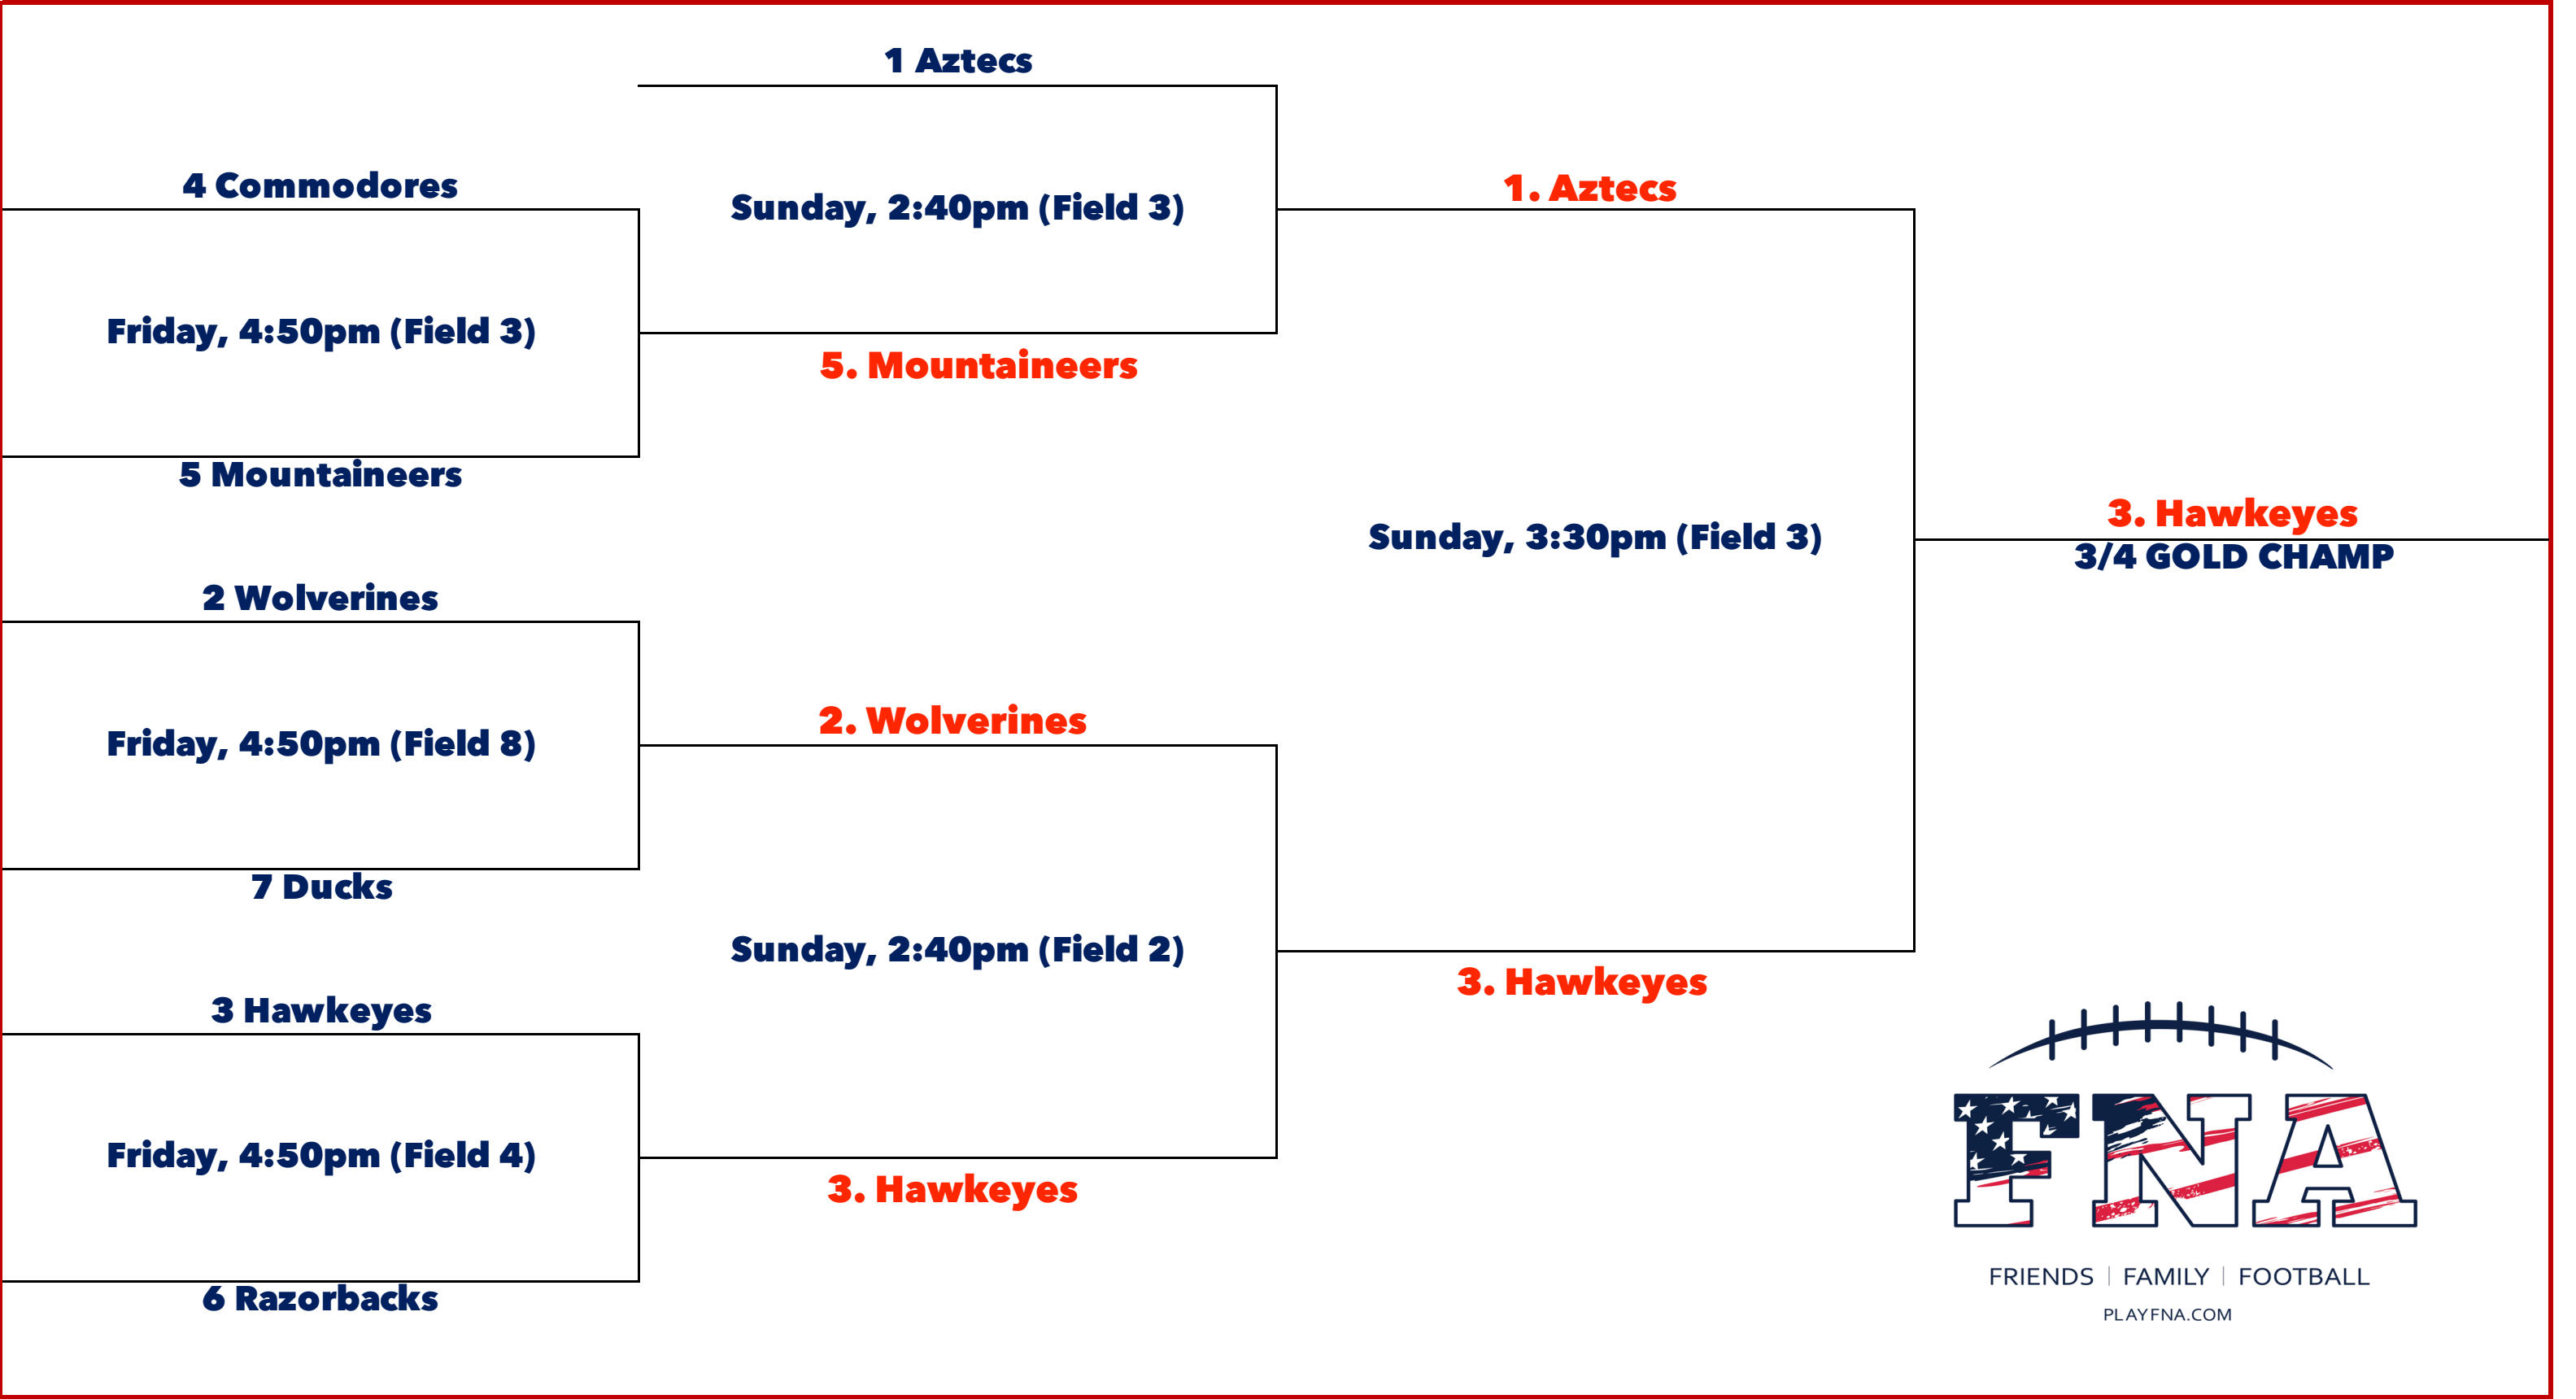 1 Aztecs
4 Commodores
Sunday, 2:40pm (Field 3)
1. Aztecs
Friday, 4:50pm (Field 3)
5. Mountaineers
5 Mountaineers
3. Hawkeyes
Sunday, 3:30pm (Field 3)
3/4 GOLD CHAMP
2 Wolverines
2. Wolverines
Friday, 4:50pm (Field 8)
7 Ducks
Sunday, 2:40pm (Field 2)
3. Hawkeyes
3 Hawkeyes
Friday, 4:50pm (Field 4)
3. Hawkeyes
6 Razorbacks
FNA
FRIENDS | FAMILY | FOOTBALL
PLAYFNA.COM